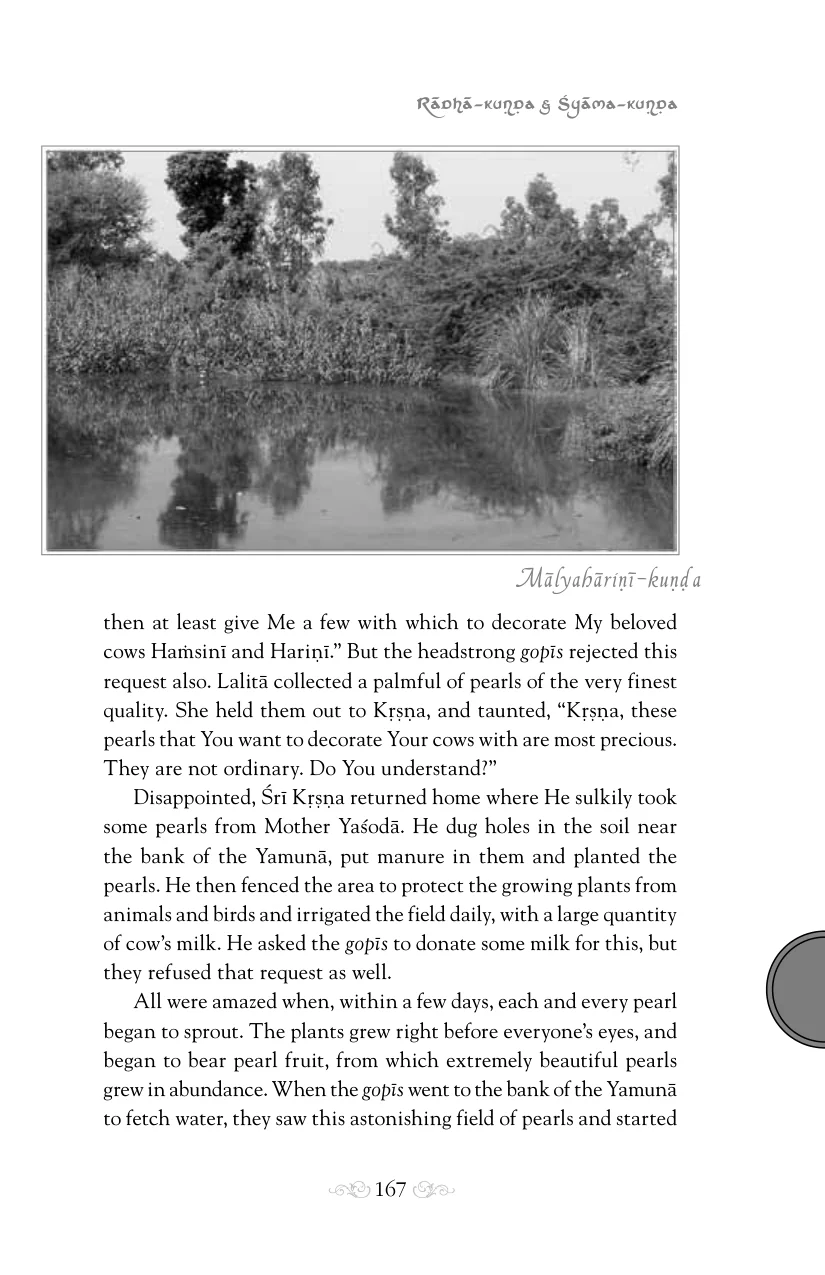 Rādhā-kuṇḍa & Śyāma-kuṇḍa
Mālyahāriṇī-kuṇḍa
then at least give Me a few with which to decorate My beloved
cows Haṁsinī and Hariṇī.” But the headstrong gopīs rejected this
request also. Lalitā collected a palmful of pearls of the very finest
quality. She held them out to Kṛṣṇa, and taunted, “Kṛṣṇa, these
pearls that You want to decorate Your cows with are most precious.
They are not ordinary. Do You understand?”
Disappointed, Śrī Kṛṣṇa returned home where He sulkily took
some pearls from Mother Yaśodā. He dug holes in the soil near
the bank of the Yamunā, put manure in them and planted the
pearls. He then fenced the area to protect the growing plants from
animals and birds and irrigated the field daily, with a large quantity
of cow’s milk. He asked the gopīs to donate some milk for this, but
they refused that request as well.
All were amazed when, within a few days, each and every pearl
began to sprout. The plants grew right before everyone’s eyes, and
began to bear pearl fruit, from which extremely beautiful pearls
grew in abundance. When the gopīs went to the bank of the Yamunā
to fetch water, they saw this astonishing field of pearls and started
167